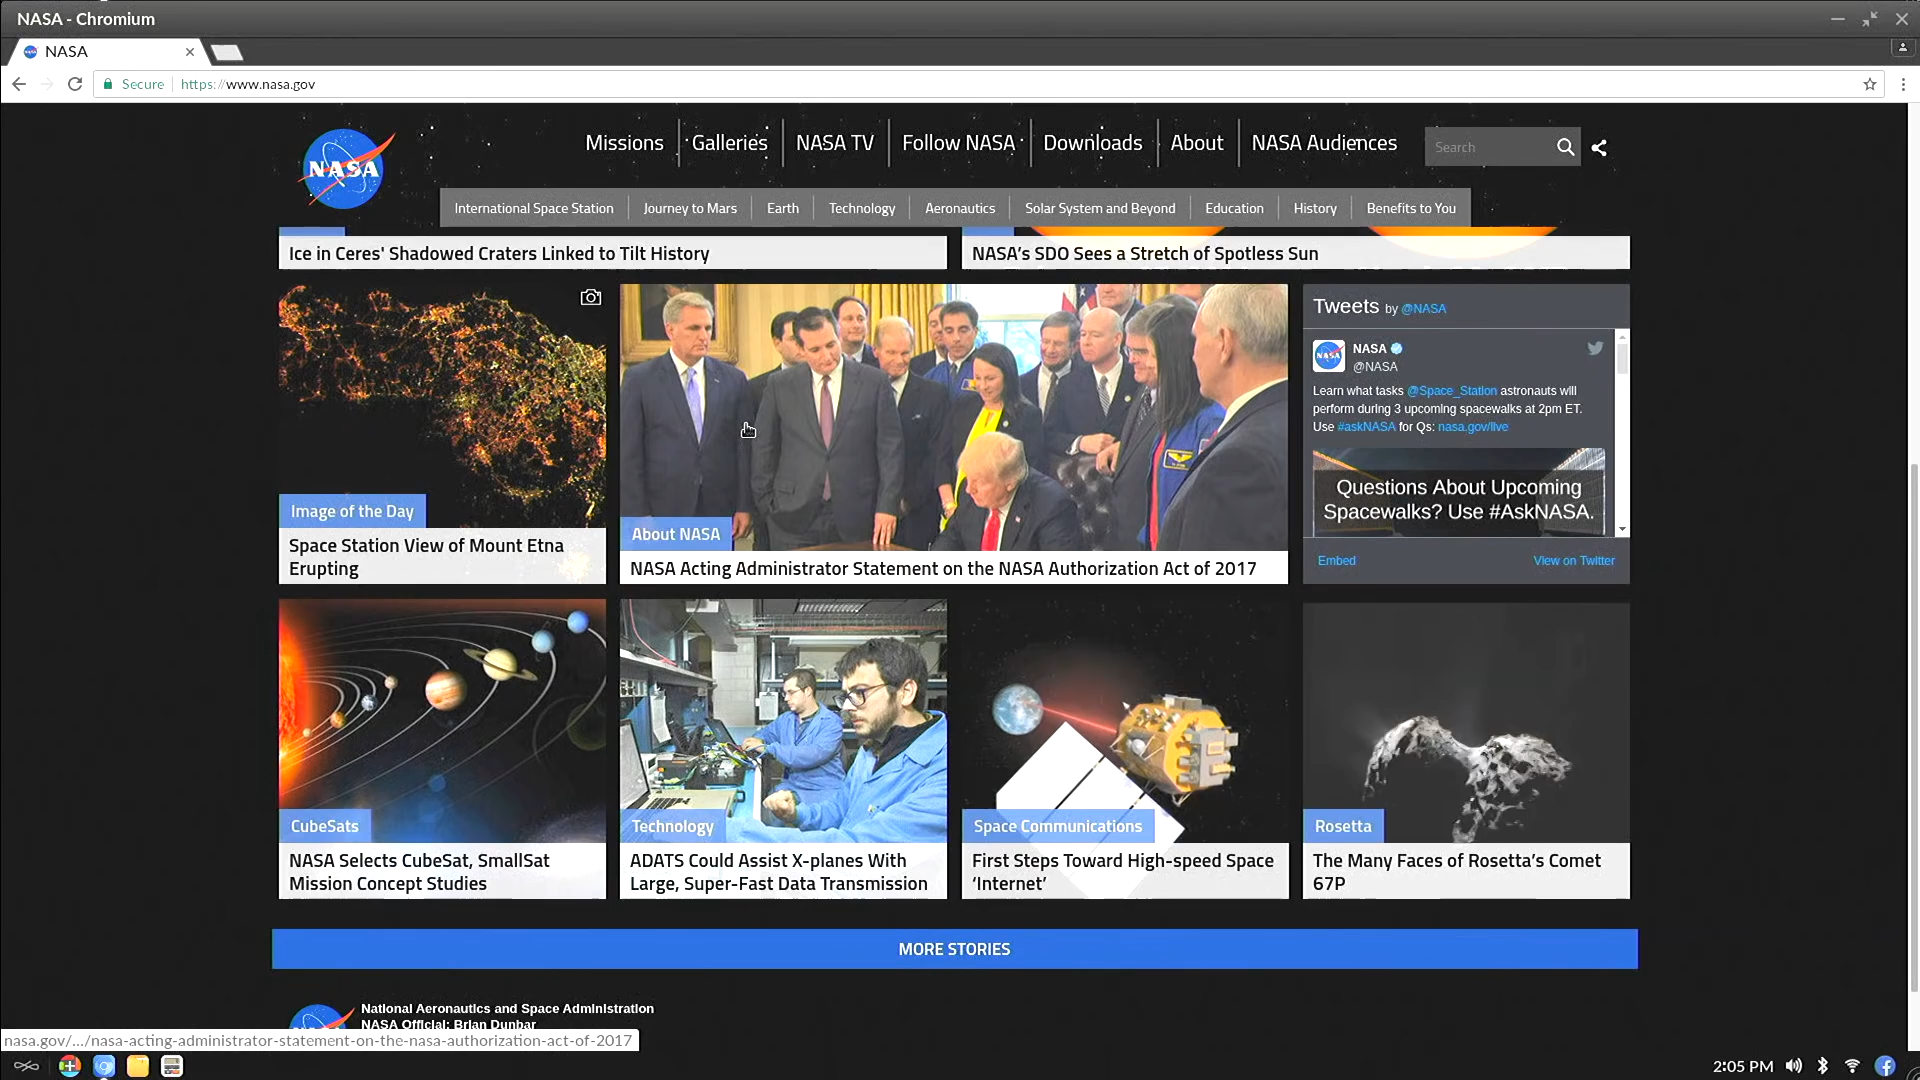 NASA - Chromium
NASA
Secure https://www.nasa.gov
NASA
Missions Galleries NASA TV Follow NASA Downloads About NASA Audiences Search
International Space Station Journey to Mars Earth Technology Aeronautics Solar System and Beyond Education History Benefits to You
Ice in Ceres' Shadowed Craters Linked to Tilt History
NASA's SDO Sees a Stretch of Spotless Sun
Image of the Day
Space Station View of Mount Etna
Erupting
About NASA
NASA Acting Administrator Statement on the NASA Authorization Act of 2017
Tweets by @NASA
NASA
NASA
@NASA
Learn what tasks @Space_Station astronauts will
perform during 3 upcoming spacewalks at 2pm ET.
Use #askNASA for Qs: nasa.gov/live
Questions About Upcoming
Spacewalks? Use #AskNASA.
Embed View on Twitter
CubeSats
NASA Selects CubeSat, SmallSat
Mission Concept Studies
Technology
ADATS Could Assist X-planes With
Large, Super-Fast Data Transmission
Space Communications
First Steps Toward High-speed Space
‘Internet’
Rosetta
The Many Faces of Rosetta’s Comet
67P
MORE STORIES
National Aeronautics and Space Administration
NASA Official: Brian Dunbar
nasa.gov/.../nasa-acting-administrator-statement-on-the-nasa-authorization-act-of-2017
2:05 PM